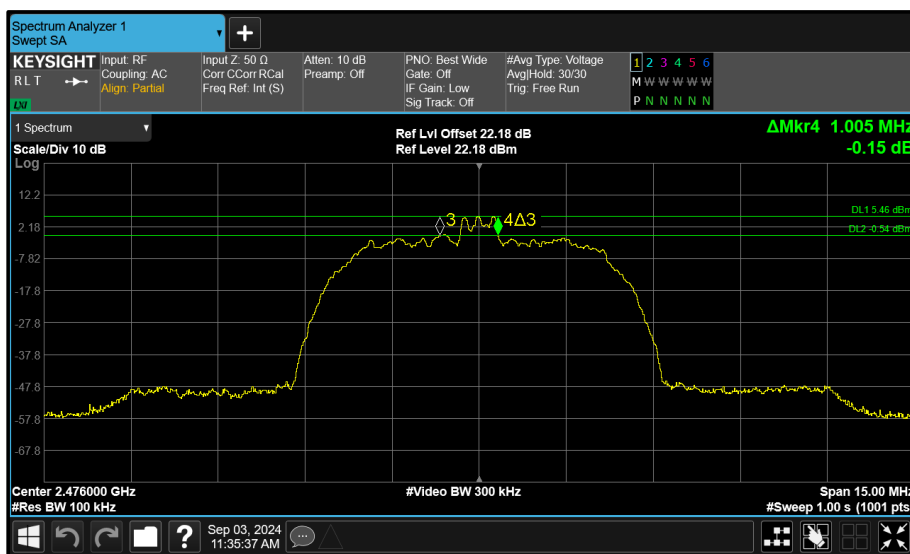 Spectrum Analyzer 1
Swept SA
KEYSIGHT
RLT
LXI
Input: RF
Coupling: AC
Align: Partial
Input Z: 50 Ω
Corr CCorr RCal
Freq Ref: Int (S)
Atten: 10 dB
Preamp: Off
PNO: Best Wide
Gate: Off
IF Gain: Low
Sig Track: Off
#Avg Type: Voltage
Avg|Hold: 30/30
Trig: Free Run
1 2 3 4 5 6
M W W W W W
P N N N N N
1 Spectrum
Scale/Div 10 dB
Log
Ref Lvl Offset 22.18 dB
Ref Level 22.18 dBm
ΔMkr4 1.005 MHz
-0.15 dB
12.2
DL1 5.46 dBm
3
4Δ3
2.18
DL2 -0.54 dBm
-7.82
-17.8
-27.8
-37.8
-47.8
-57.8
-67.8
Center 2.476000 GHz
#Video BW 300 kHz
Span 15.00 MHz
#Res BW 100 kHz
#Sweep 1.00 s (1001 pts
?
Sep 03, 2024
11:35:37 AM